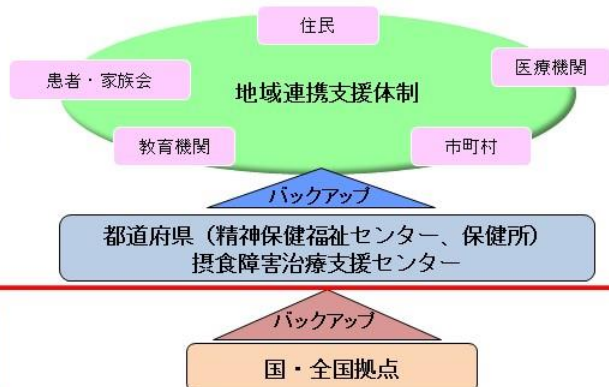 住民
患者・家族会
医療機関
地域連携支援体制
教育機関
市町村
バックアップ
都道府県（精神保健福祉センター、保健所）
摂食障害治療支援センター
バックアップ
国・全国拠点